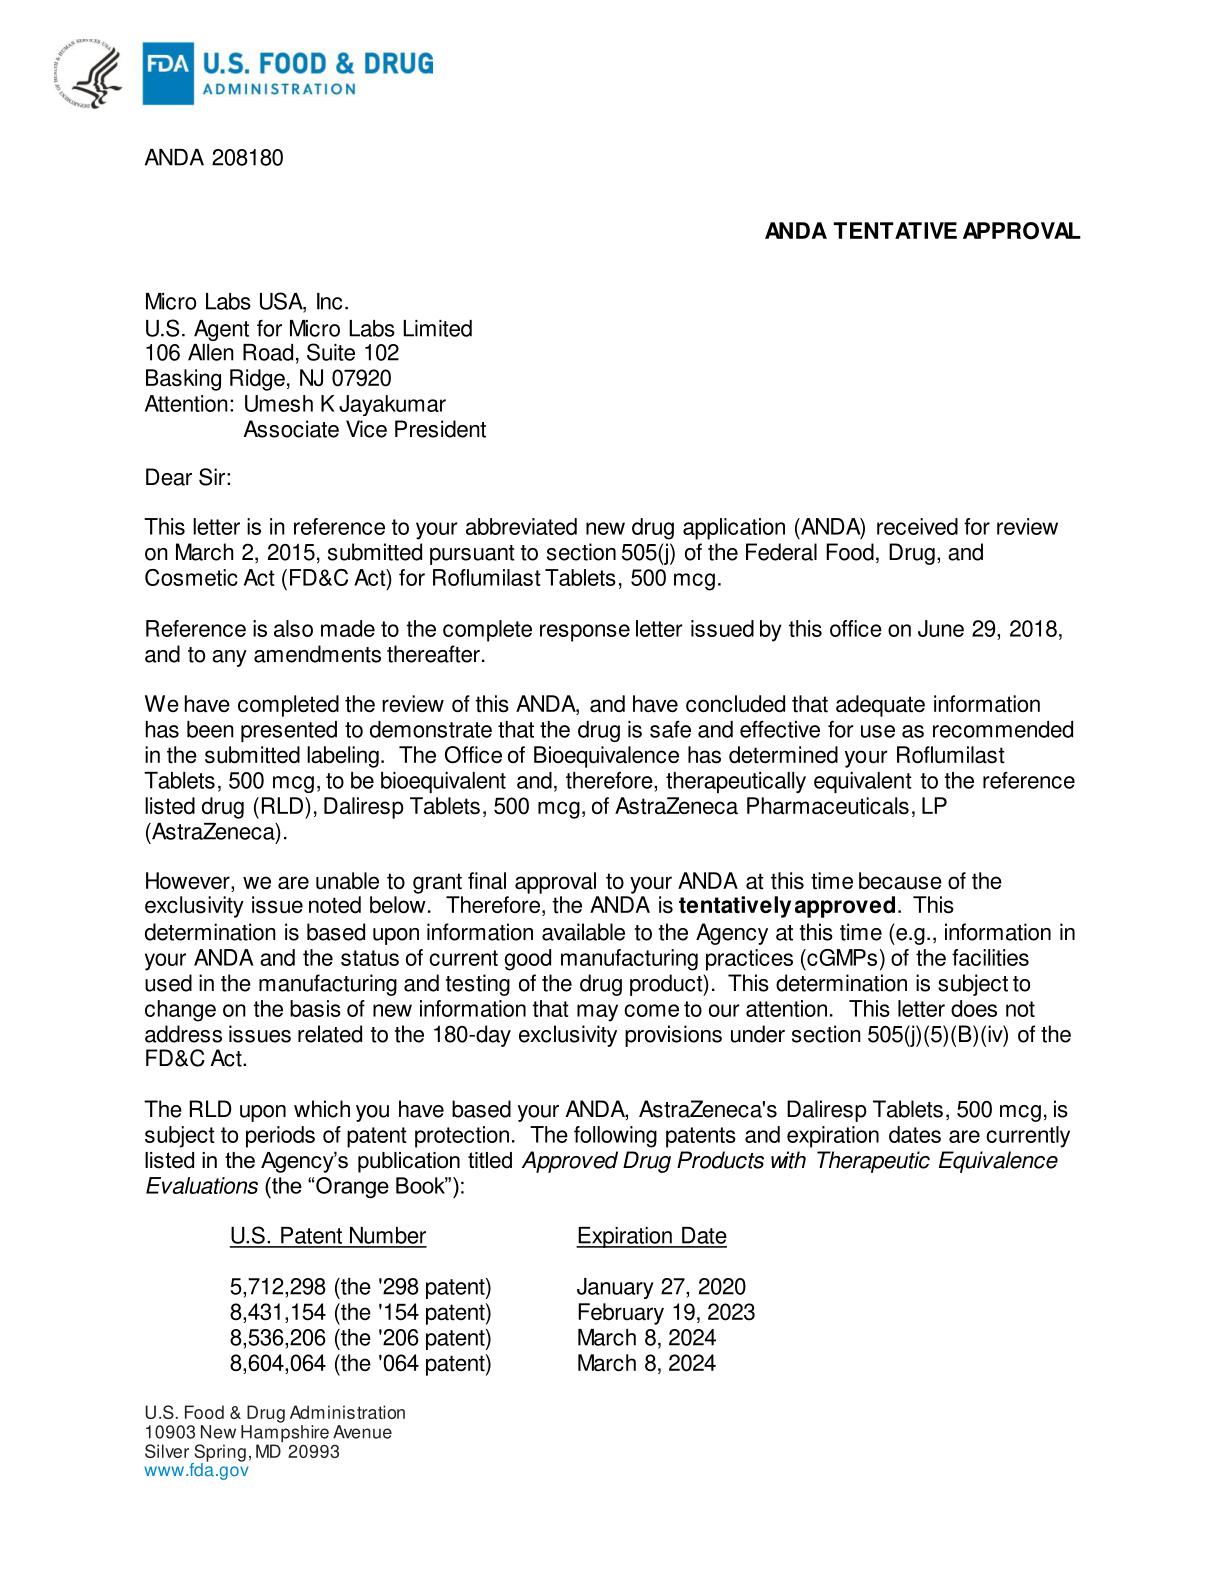 FDA U.S. FOOD & DRUG
ADMINISTRATION
ANDA 208180
ANDA TENTATIVE APPROVAL
Micro Labs USA, Inc.
U.S. Agent for Micro Labs Limited
106 Allen Road, Suite 102
Basking Ridge, NJ 07920
Attention: Umesh K Jayakumar
Associate Vice President
Dear Sir:
This letter is in reference to your abbreviated new drug application (ANDA) received for review
on March 2, 2015, submitted pursuant to section 505(j) of the Federal Food, Drug, and
Cosmetic Act (FD&C Act) for Roflumilast Tablets, 500 mcg.
Reference is also made to the complete response letter issued by this office on June 29, 2018,
and to any amendments thereafter.
We have completed the review of this ANDA, and have concluded that adequate information
has been presented to demonstrate that the drug is safe and effective for use as recommended
in the submitted labeling. The Office of Bioequivalence has determined your Roflumilast
Tablets, 500 mcg, to be bioequivalent and, therefore, therapeutically equivalent to the reference
listed drug (RLD), Daliresp Tablets, 500 mcg, of AstraZeneca Pharmaceuticals, LP
(AstraZeneca).
However, we are unable to grant final approval to your ANDA at this time because of the
exclusivity issue noted below. Therefore, the ANDA is tentatively approved. This
determination is based upon information available to the Agency at this time (e.g., information in
your ANDA and the status of current good manufacturing practices (cGMPs) of the facilities
used in the manufacturing and testing of the drug product). This determination is subject to
change on the basis of new information that may come to our attention. This letter does not
address issues related to the 180-day exclusivity provisions under section 505(j)(5)(B)(iv) of the
FD&C Act.
The RLD upon which you have based your ANDA, AstraZeneca's Daliresp Tablets, 500 mcg, is
subject to periods of patent protection. The following patents and expiration dates are currently
listed in the Agency’s publication titled Approved Drug Products with Therapeutic Equivalence
Evaluations (the “Orange Book”):
U.S. Patent Number Expiration Date
5,712,298 (the '298 patent) January 27, 2020
8,431,154 (the '154 patent) February 19, 2023
8,536,206 (the '206 patent) March 8, 2024
8,604,064 (the '064 patent) March 8, 2024
U.S. Food & Drug Administration
10903 New Hampshire Avenue
Silver Spring, MD 20993
www.fda.gov